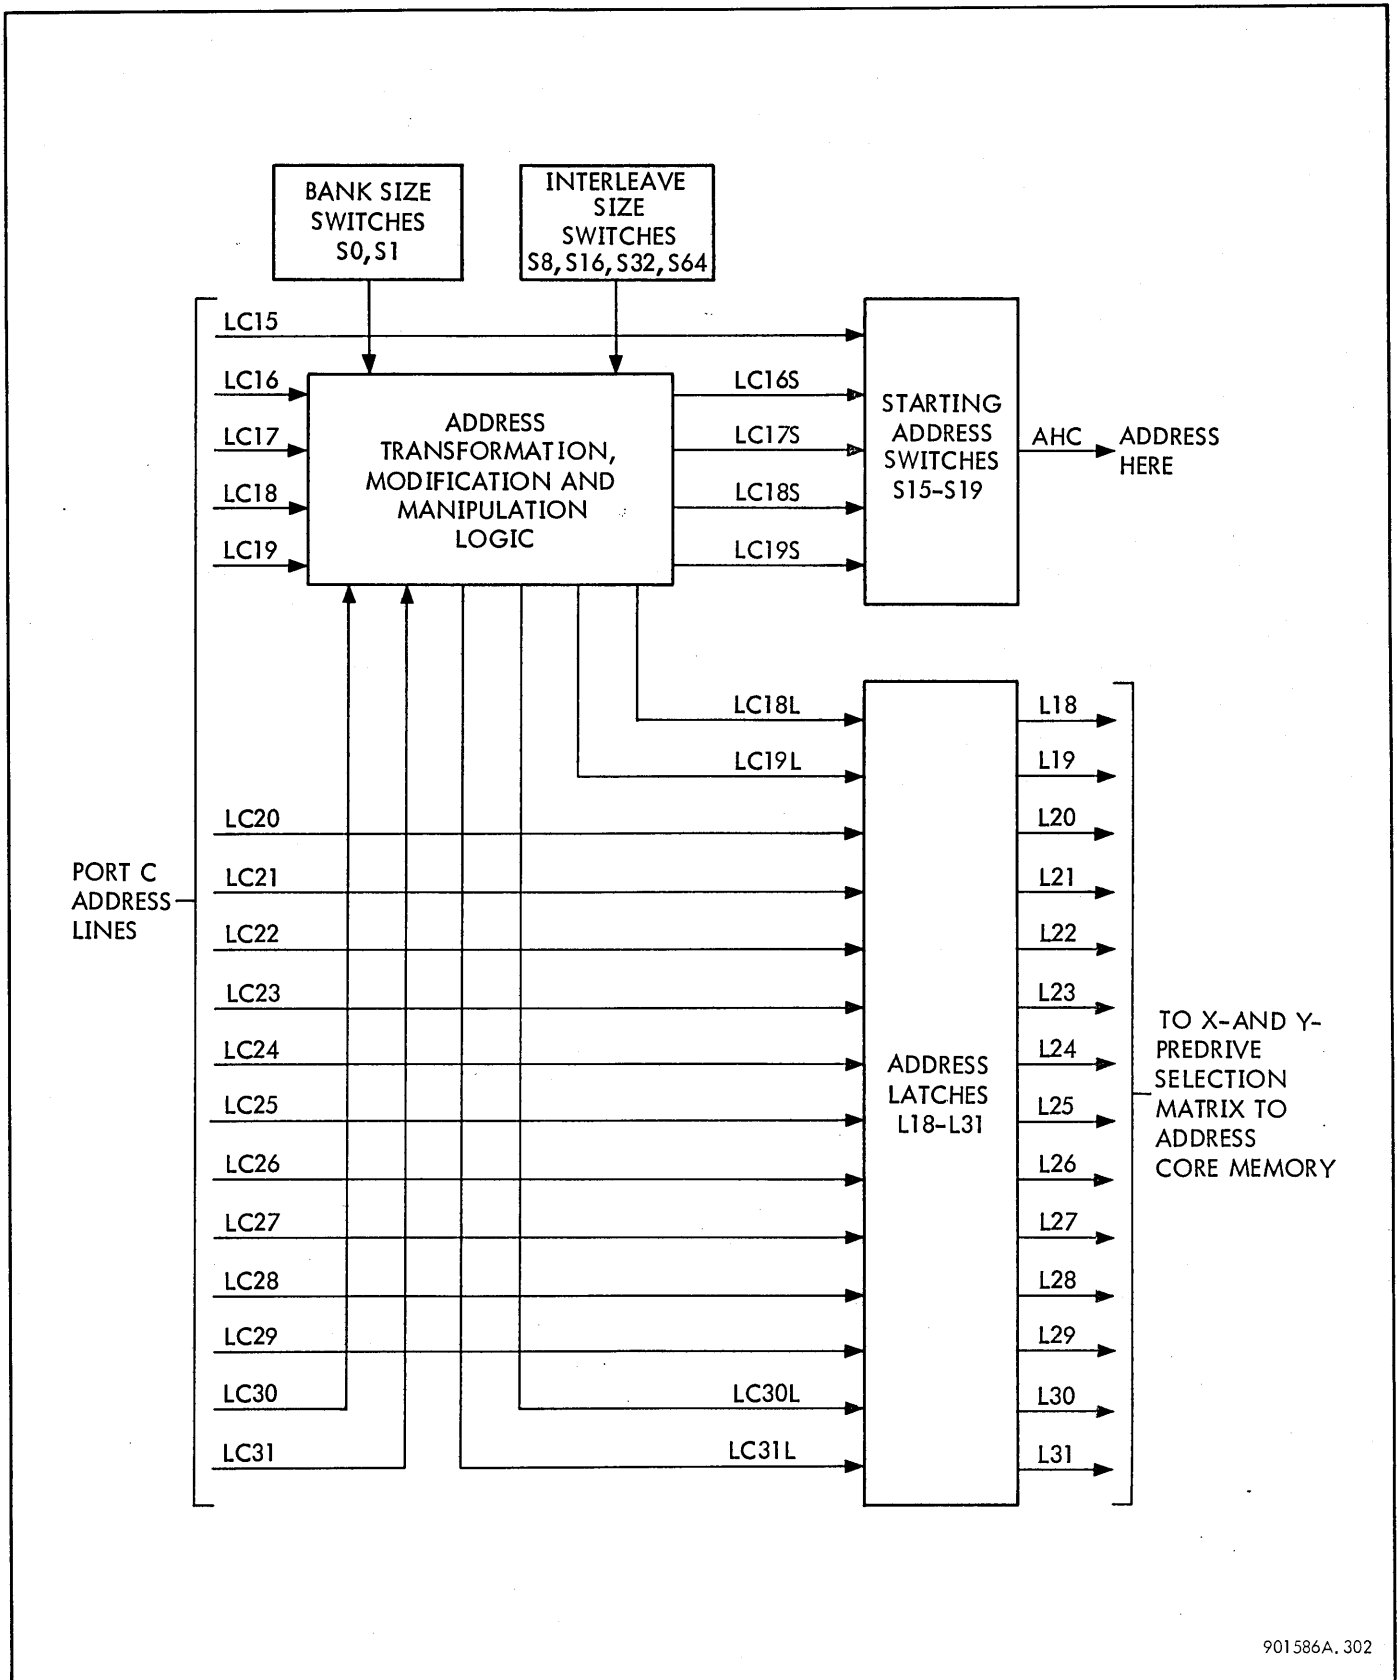 BANK SIZE
SWITCHES
S0, S1
INTERLEAVE
SIZE
SWITCHES
S8, S16, S32, S64
LC15
LC16
LC17
LC18
LC19
ADDRESS
TRANSFORMATION,
MODIFICATION AND
MANIPULATION
LOGIC
LC16S
LC17S
LC18S
LC19S
STARTING
ADDRESS
SWITCHES
S15-S19
AHC
ADDRESS
HERE
LC18L
LC19L
PORT C
ADDRESS
LINES
LC20
LC21
LC22
LC23
LC24
LC25
LC26
LC27
LC28
LC29
LC30
LC31
LC30L
LC31L
ADDRESS
LATCHES
L18-L31
L18
L19
L20
L21
L22
L23
L24
L25
L26
L27
L28
L29
L30
L31
TO X-AND Y-
PREDRIVE
SELECTION
MATRIX TO
ADDRESS
CORE MEMORY
901586A. 302